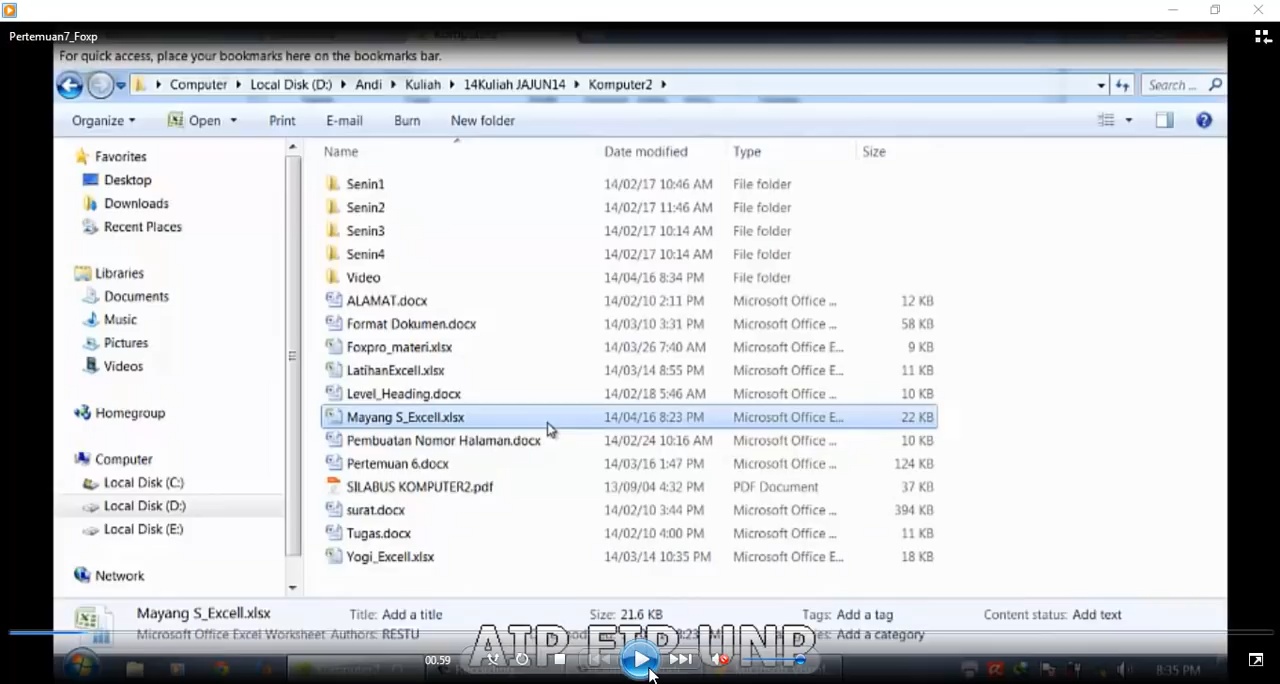 Pertemuan7_Foxp
For quick access, place your bookmarks here on the bookmarks bar.
Computer Local Disk (D:) Andi Kuliah 14Kuliah JAJUN14 Komputer2 Search ...
Organize Open Print E-mail Burn New folder
Name Date modified Type Size
Favorites
Desktop
Downloads
Recent Places
Libraries
Documents
Music
Pictures
Videos
Homegroup
Computer
Local Disk (C:)
Local Disk (D:)
Local Disk (E:)
Network
Senin1 14/02/17 10:46 AM File folder
Senin2 14/02/17 11:46 AM File folder
Senin3 14/02/17 10:14 AM File folder
Senin4 14/02/17 10:14 AM File folder
Video 14/04/16 8:34 PM File folder
ALAMAT.docx 14/02/10 2:11 PM Microsoft Office ... 12 KB
Format Dokumen.docx 14/03/10 3:31 PM Microsoft Office ... 58 KB
Foxpro_materi.xlsx 14/03/26 7:40 AM Microsoft Office E... 9 KB
LatihanExcell.xlsx 14/03/14 8:55 PM Microsoft Office E... 11 KB
Level_Heading.docx 14/02/18 5:46 AM Microsoft Office ... 10 KB
Mayang S_Excell.xlsx 14/04/16 8:23 PM Microsoft Office E... 22 KB
Pembuatan Nomor Halaman.docx 14/02/24 10:16 AM Microsoft Office ... 10 KB
Pertemuan 6.docx 14/03/16 1:47 PM Microsoft Office ... 124 KB
SILABUS KOMPUTER2.pdf 13/09/04 4:32 PM PDF Document 37 KB
surat.docx 14/02/10 3:44 PM Microsoft Office ... 394 KB
Tugas.docx 14/02/10 4:00 PM Microsoft Office ... 11 KB
Yogi_Excell.xlsx 14/03/14 10:35 PM Microsoft Office E... 18 KB
Mayang S_Excell.xlsx Title: Add a title Size: 21.6 KB Tags: Add a tag Content status: Add text
Microsoft Office Excel Worksheet Authors: RESTU Add a category
UNP
00.59
8:35 PM